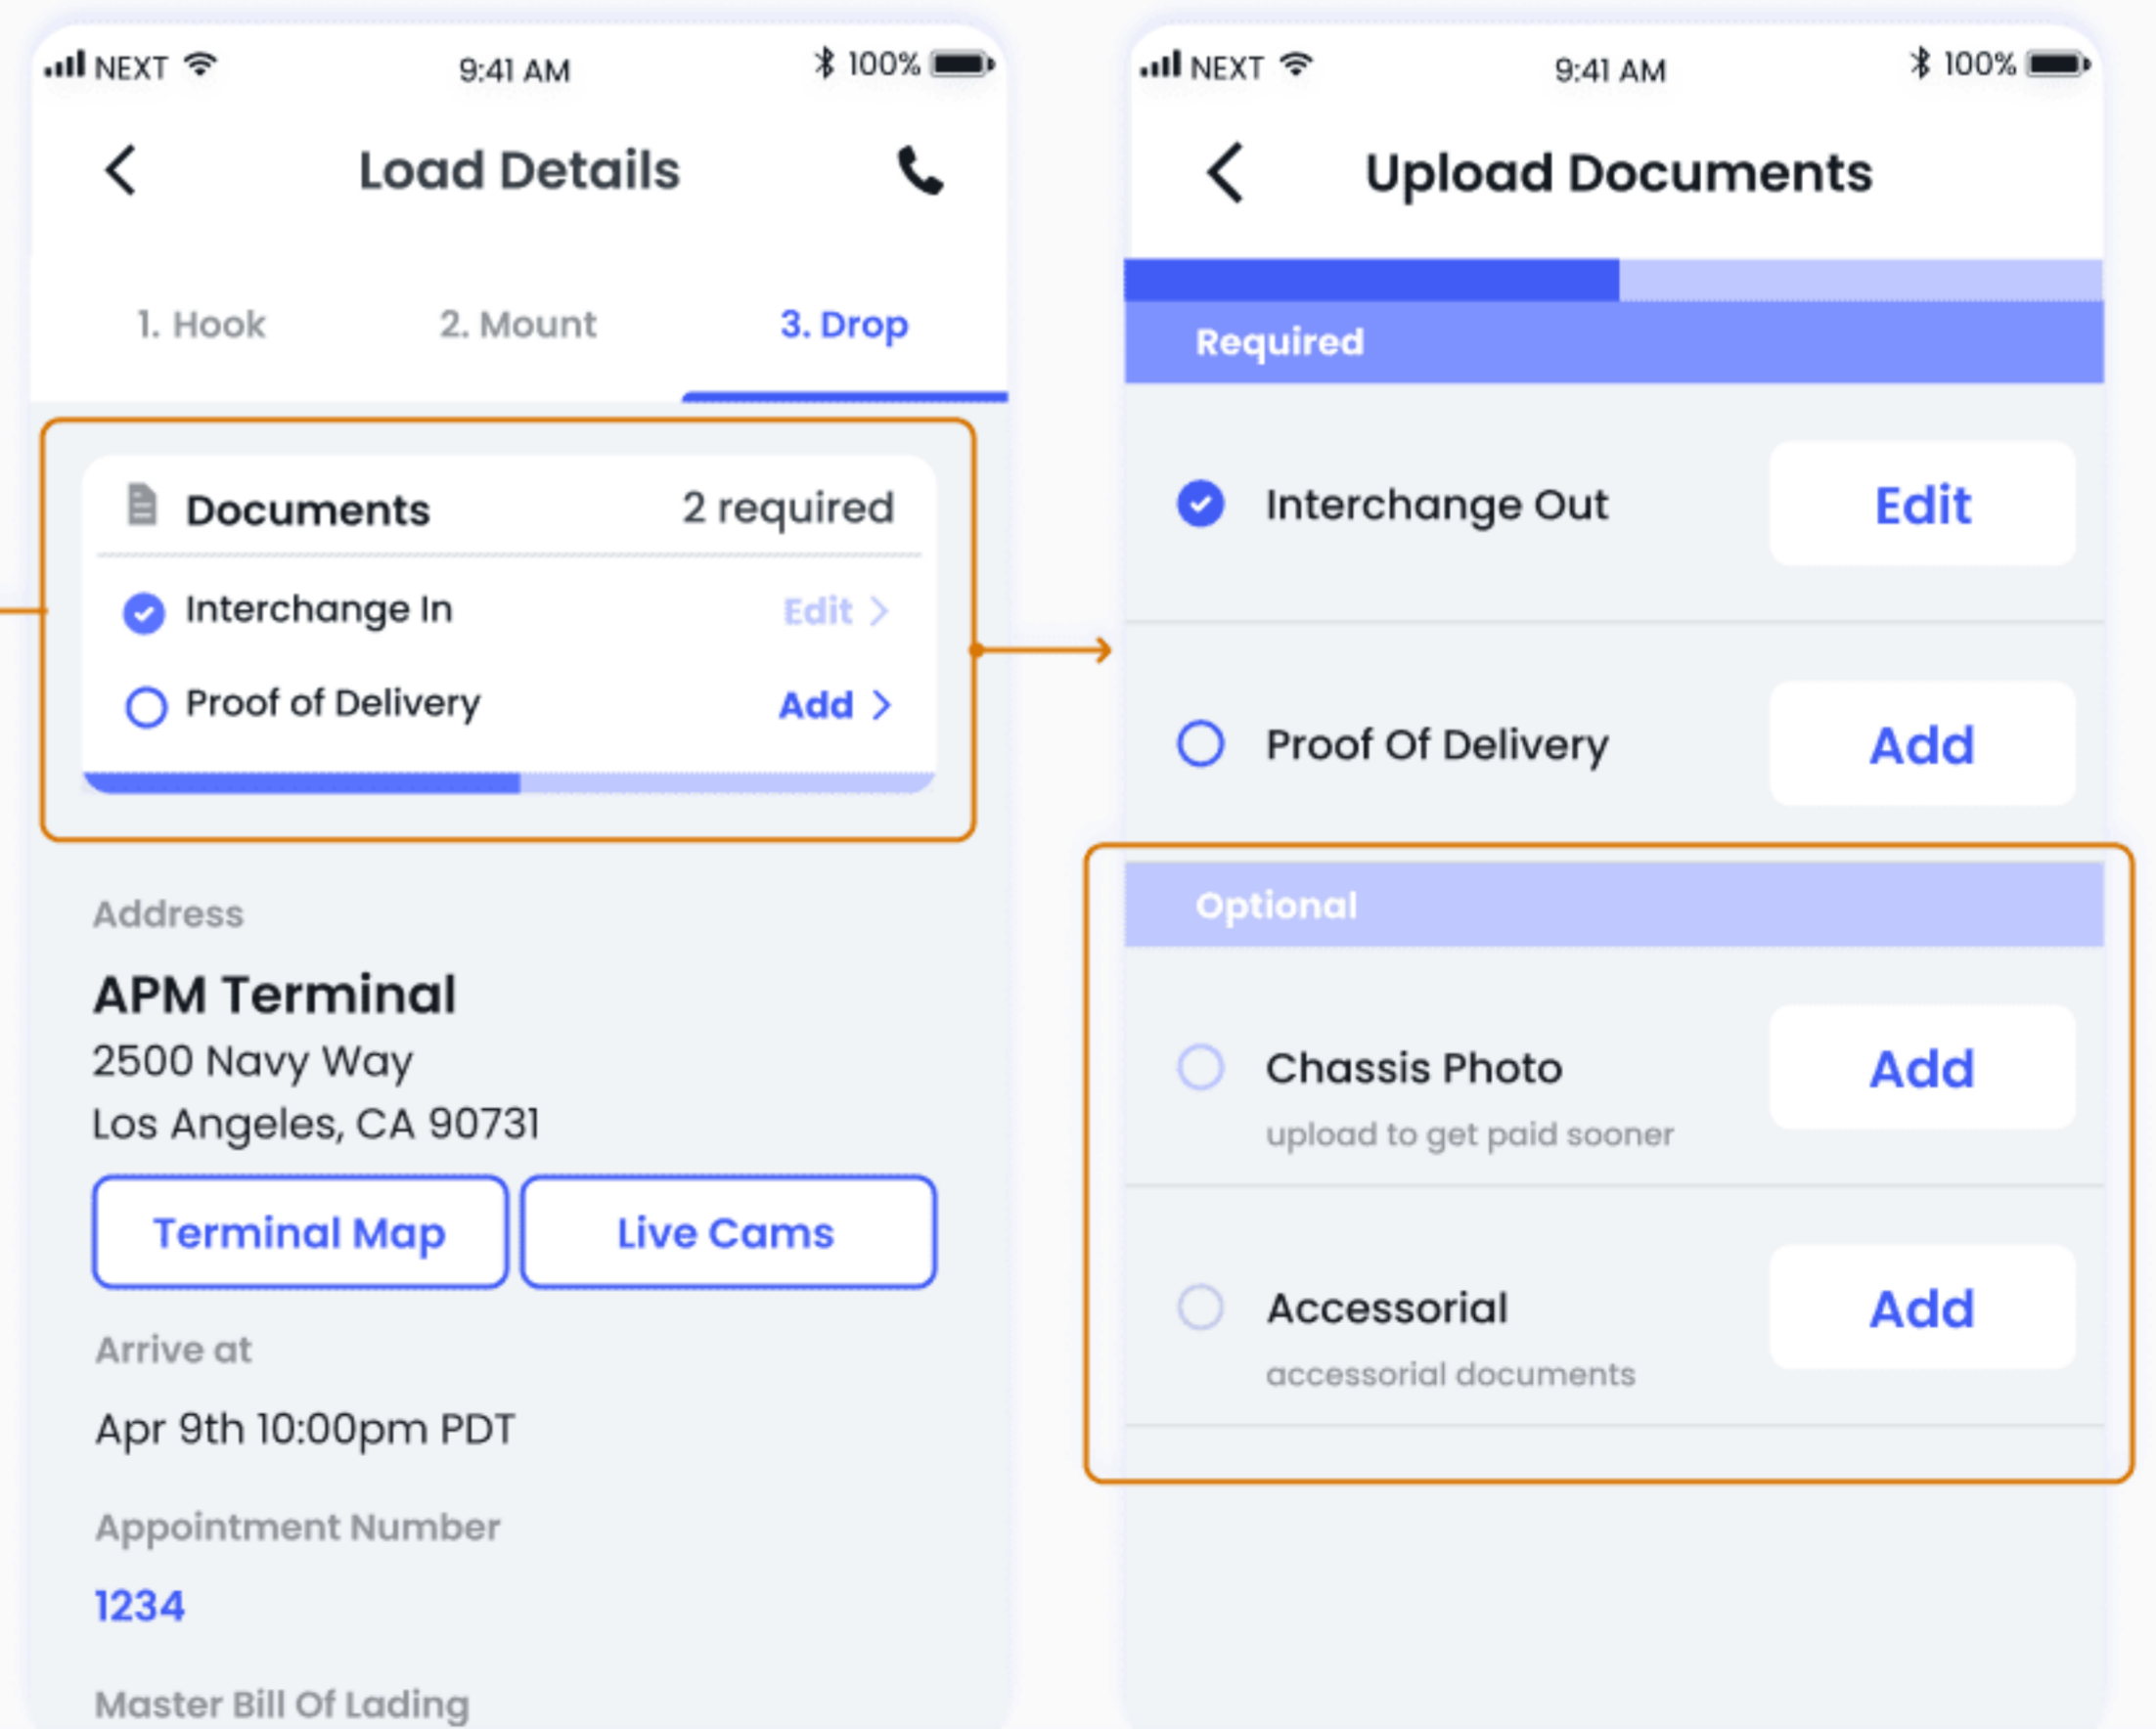 NEXT
9:41 AM
100%
Load Details
1. Hook
2. Mount
3. Drop
Documents
2 required
Interchange In
Edit
Proof of Delivery
Add
Address
APM Terminal
2500 Navy Way
Los Angeles, CA 90731
Terminal Map
Live Cams
Arrive at
Apr 9th 10:00pm PDT
Appointment Number
1234
Master Bill Of Lading
NEXT
9:41 AM
100%
Upload Documents
Required
Interchange Out
Edit
Proof Of Delivery
Add
Optional
Chassis Photo
upload to get paid sooner
Add
Accessorial
accessorial documents
Add